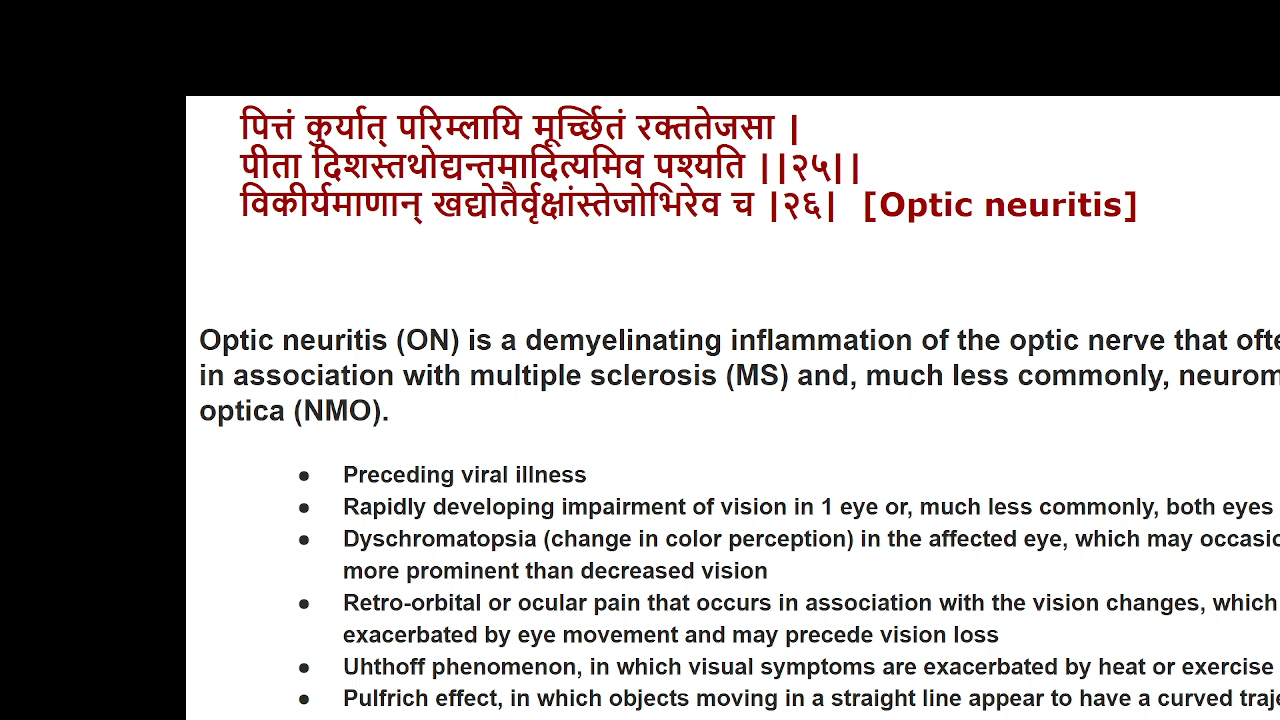 पित्तं कुर्यात् परिम्लायि मूर्च्छितं रक्ततेजसा |
पीता दिशस्तथोद्यन्तमादित्यमिव पश्यति ||२५||
विकीर्यमाणान् खद्योतैर्वृक्षांस्तेजोभिरेव च |२६| [Optic neuritis]
Optic neuritis (ON) is a demyelinating inflammation of the optic nerve that ofte
in association with multiple sclerosis (MS) and, much less commonly, neurom
optica (NMO).
● Preceding viral illness
● Rapidly developing impairment of vision in 1 eye or, much less commonly, both eyes
● Dyschromatopsia (change in color perception) in the affected eye, which may occasio
more prominent than decreased vision
● Retro-orbital or ocular pain that occurs in association with the vision changes, which
exacerbated by eye movement and may precede vision loss
● Uhthoff phenomenon, in which visual symptoms are exacerbated by heat or exercise
● Pulfrich effect, in which objects moving in a straight line appear to have a curved traje